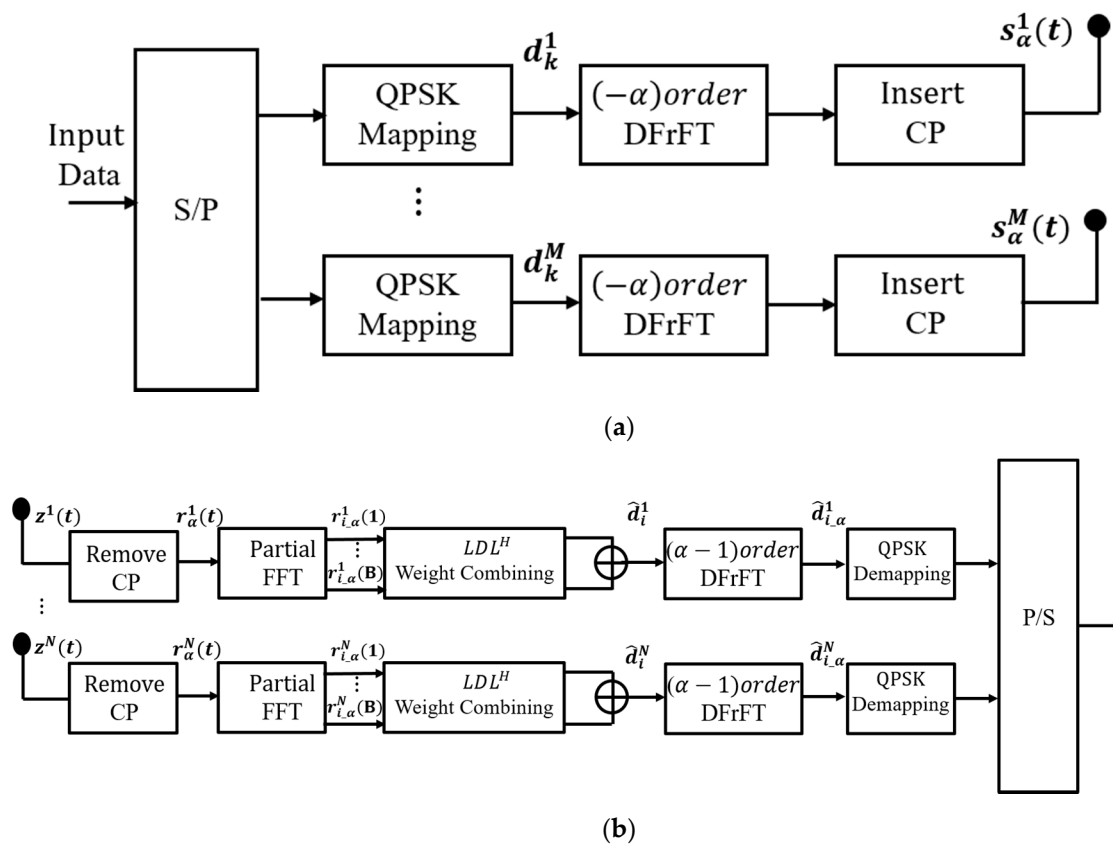 Input
Data
S/P
QPSK
Mapping
d_k^1
(−α)order
DFrFT
Insert
CP
s_α^1(t)
⋮
QPSK
Mapping
d_k^M
(−α)order
DFrFT
Insert
CP
s_α^M(t)
(a)
z^1(t)
Remove
CP
r_α^1(t)
Partial
FFT
r_{i_α}^1(1)
⋮
r_{i_α}^1(B)
LDL^H
Weight Combining
d̂_i^1
(α − 1)order
DFrFT
d̂_{i_α}^1
QPSK
Demapping
P/S
⋮
z^N(t)
Remove
CP
r_α^N(t)
Partial
FFT
r_{i_α}^N(1)
⋮
r_{i_α}^N(B)
LDL^H
Weight Combining
d̂_i^N
(α − 1)order
DFrFT
d̂_{i_α}^N
QPSK
Demapping
(b)